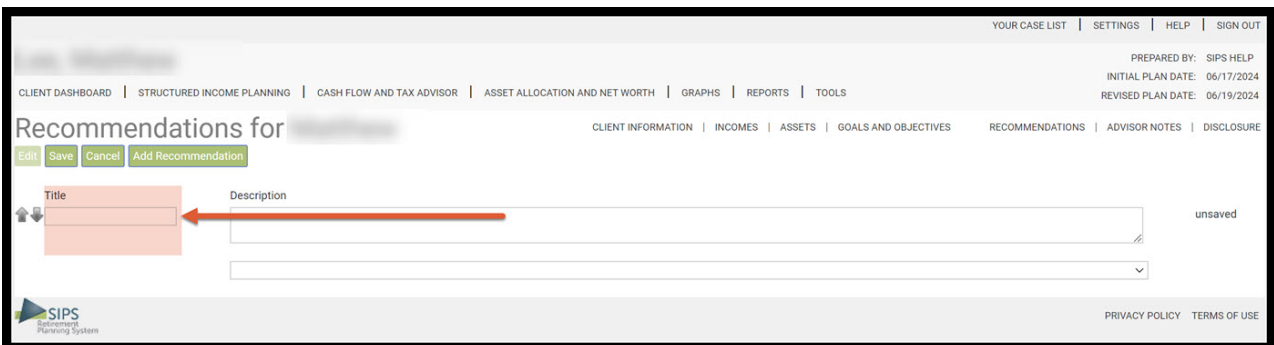 YOUR CASE LIST | SETTINGS | HELP | SIGN OUT
PREPARED BY: SIPS HELP
INITIAL PLAN DATE: 06/17/2024
CLIENT DASHBOARD | STRUCTURED INCOME PLANNING | CASH FLOW AND TAX ADVISOR | ASSET ALLOCATION AND NET WORTH | GRAPHS | REPORTS | TOOLS
REVISED PLAN DATE: 06/19/2024
Recommendations for
CLIENT INFORMATION | INCOMES | ASSETS | GOALS AND OBJECTIVES
RECOMMENDATIONS | ADVISOR NOTES | DISCLOSURE
Edit Save Cancel Add Recommendation
Title Description
unsaved
SIPS
Retirement
Planning System
PRIVACY POLICY TERMS OF USE